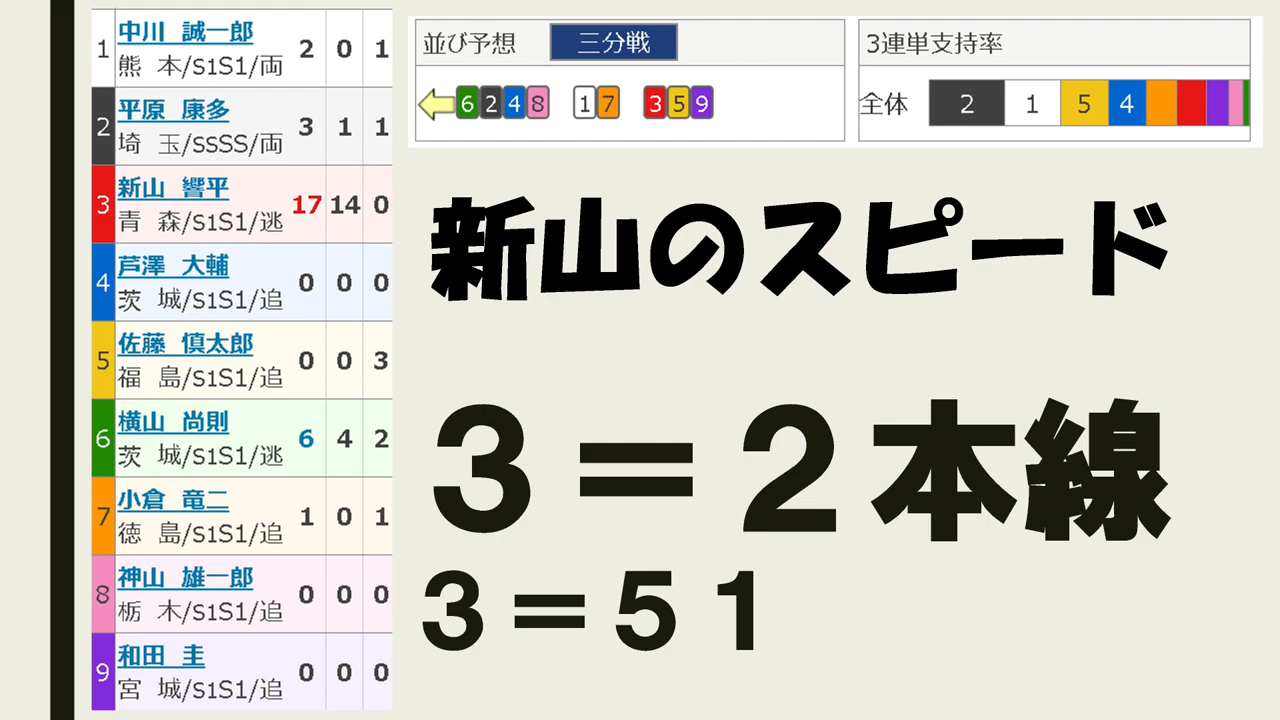 1 中川 誠一郎 2 0 1
熊 本/S1S1/両
2 平原 康多 3 1 1
埼 玉/SSSS/両
3 新山 響平 17 14 0
青 森/S1S1/逃
4 芦澤 大輔 0 0 0
茨 城/S1S1/追
5 佐藤 慎太郎 0 0 3
福 島/S1S1/追
6 横山 尚則 6 4 2
茨 城/S1S1/逃
7 小倉 竜二 1 0 1
徳 島/S1S1/追
8 神山 雄一郎 0 0 0
栃 木/S1S1/追
9 和田 圭 0 0 0
宮 城/S1S1/追
並び予想 三分戦
6 2 4 8 1 7 3 5 9
3連単支持率
全体 2 1 5 4
新山のスピード
3=2本線
3=51